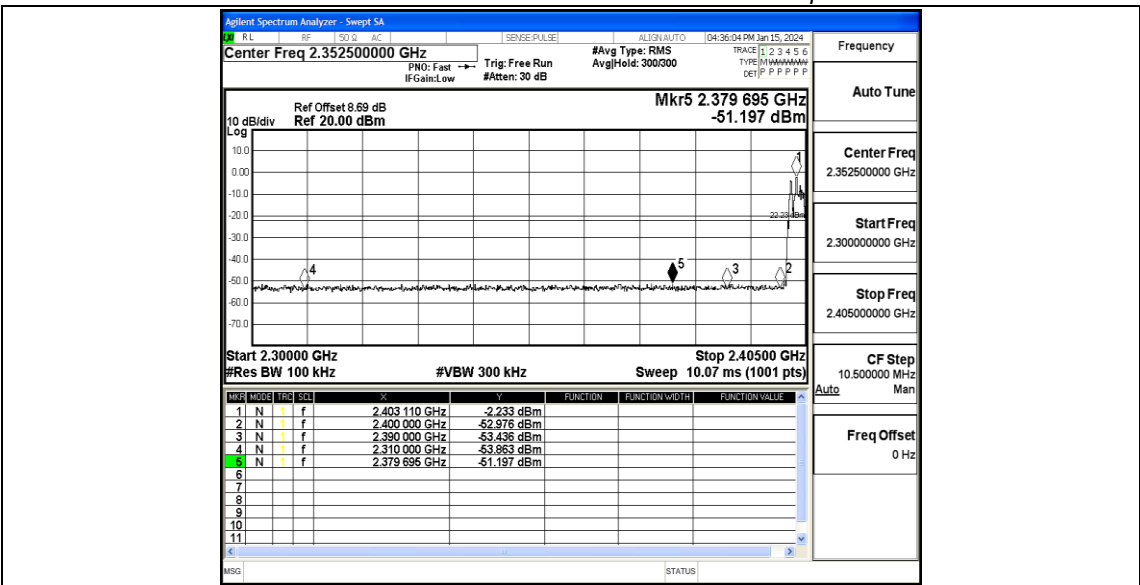 Agilent Spectrum Analyzer - Swept SA
RL RF 50 Ω AC SENSE:PULSE ALIGN AUTO 04:36:04 PM Jan 15, 2024
Center Freq 2.352500000 GHz
PNO: Fast
IFGain:Low
Trig: Free Run
#Atten: 30 dB
#Avg Type: RMS
Avg|Hold: 300/300
TRACE 1 2 3 4 5 6
TYPE M WWWWW
DET P P P P P P
Ref Offset 8.69 dB
10 dB/div Ref 20.00 dBm
Log
Mkr5 2.379 695 GHz
-51.197 dBm
10.0
0.00
-10.0
-20.0
-30.0
-40.0
-50.0
-60.0
-70.0
1
4
5
3
2
Start 2.30000 GHz Stop 2.40500 GHz
#Res BW 100 kHz #VBW 300 kHz Sweep 10.07 ms (1001 pts)
MKR MODE TRC SCL X Y FUNCTION FUNCTION WIDTH FUNCTION VALUE
1 N 1 f 2.403 110 GHz -2.233 dBm
2 N 1 f 2.400 000 GHz -52.976 dBm
3 N 1 f 2.390 000 GHz -53.436 dBm
4 N 1 f 2.310 000 GHz -53.863 dBm
5 N 1 f 2.379 695 GHz -51.197 dBm
6
7
8
9
10
11
MSG STATUS
Frequency
Auto Tune
Center Freq
2.352500000 GHz
Start Freq
2.300000000 GHz
Stop Freq
2.405000000 GHz
CF Step
10.500000 MHz
Auto Man
Freq Offset
0 Hz